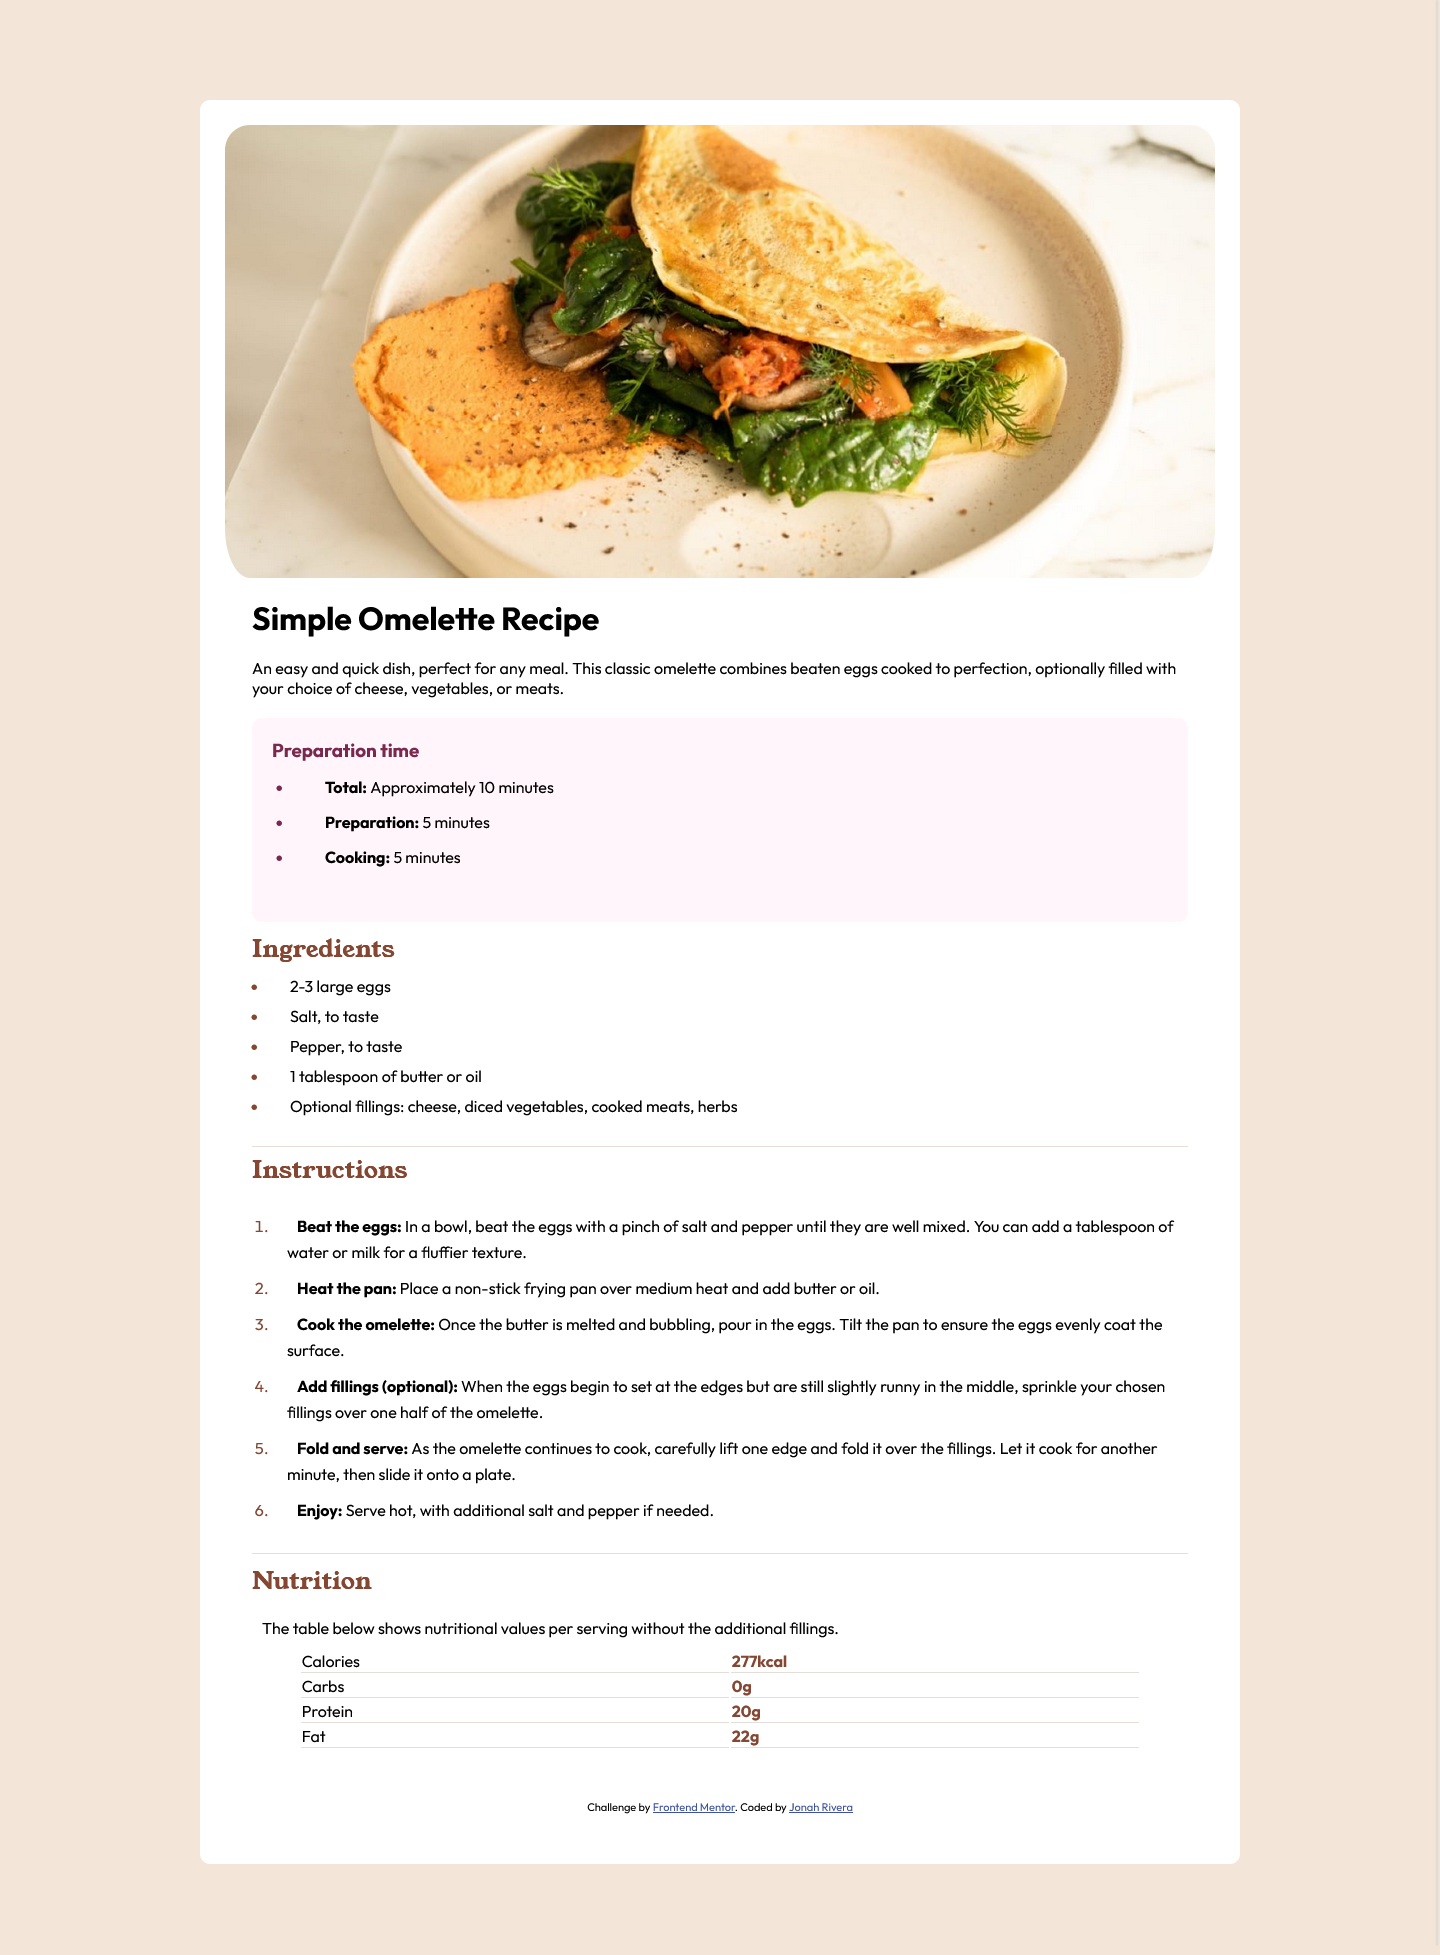 Simple Omelette Recipe
An easy and quick dish, perfect for any meal. This classic omelette combines beaten eggs cooked to perfection, optionally filled with
your choice of cheese, vegetables, or meats.
Preparation time
• Total: Approximately 10 minutes
• Preparation: 5 minutes
• Cooking: 5 minutes
Ingredients
• 2-3 large eggs
• Salt, to taste
• Pepper, to taste
• 1 tablespoon of butter or oil
• Optional fillings: cheese, diced vegetables, cooked meats, herbs
Instructions
1. Beat the eggs: In a bowl, beat the eggs with a pinch of salt and pepper until they are well mixed. You can add a tablespoon of
water or milk for a fluffier texture.
2. Heat the pan: Place a non-stick frying pan over medium heat and add butter or oil.
3. Cook the omelette: Once the butter is melted and bubbling, pour in the eggs. Tilt the pan to ensure the eggs evenly coat the
surface.
4. Add fillings (optional): When the eggs begin to set at the edges but are still slightly runny in the middle, sprinkle your chosen
fillings over one half of the omelette.
5. Fold and serve: As the omelette continues to cook, carefully lift one edge and fold it over the fillings. Let it cook for another
minute, then slide it onto a plate.
6. Enjoy: Serve hot, with additional salt and pepper if needed.
Nutrition
The table below shows nutritional values per serving without the additional fillings.
Calories 277kcal
Carbs 0g
Protein 20g
Fat 22g
Challenge by Frontend Mentor. Coded by Jonah Rivera